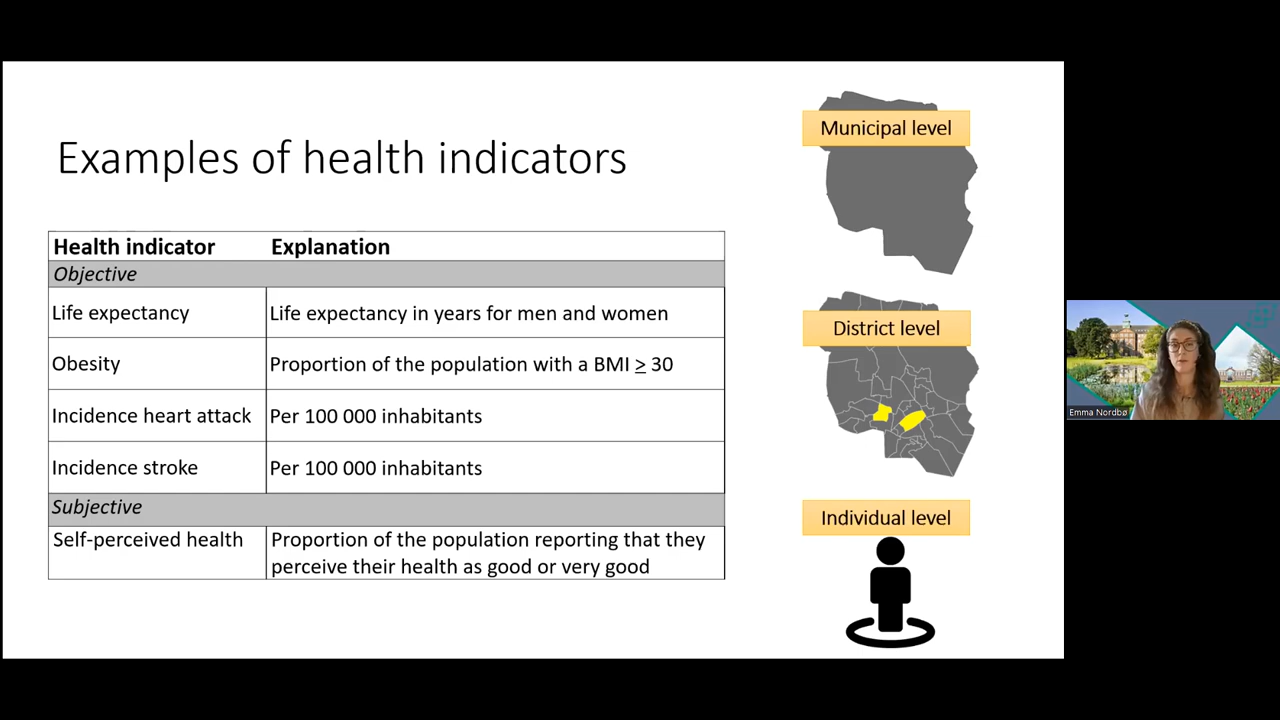 Examples of health indicators
Health indicator Explanation
Objective
Life expectancy Life expectancy in years for men and women
Obesity Proportion of the population with a BMI ≥ 30
Incidence heart attack Per 100 000 inhabitants
Incidence stroke Per 100 000 inhabitants
Subjective
Self-perceived health Proportion of the population reporting that they
perceive their health as good or very good
Municipal level
District level
Individual level
Emma Nordbø